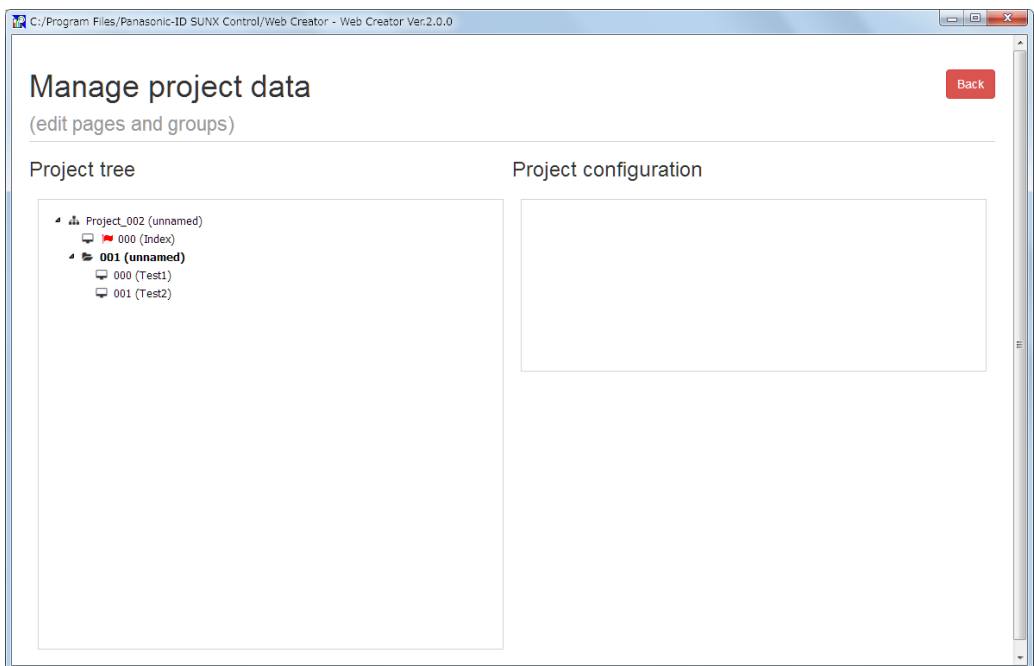 C:/Program Files/Panasonic-ID SUNX Control/Web Creator - Web Creator Ver.2.0.0
Manage project data
Back
(edit pages and groups)
Project tree
Project configuration
Project_002 (unnamed)
000 (Index)
001 (unnamed)
000 (Test1)
001 (Test2)